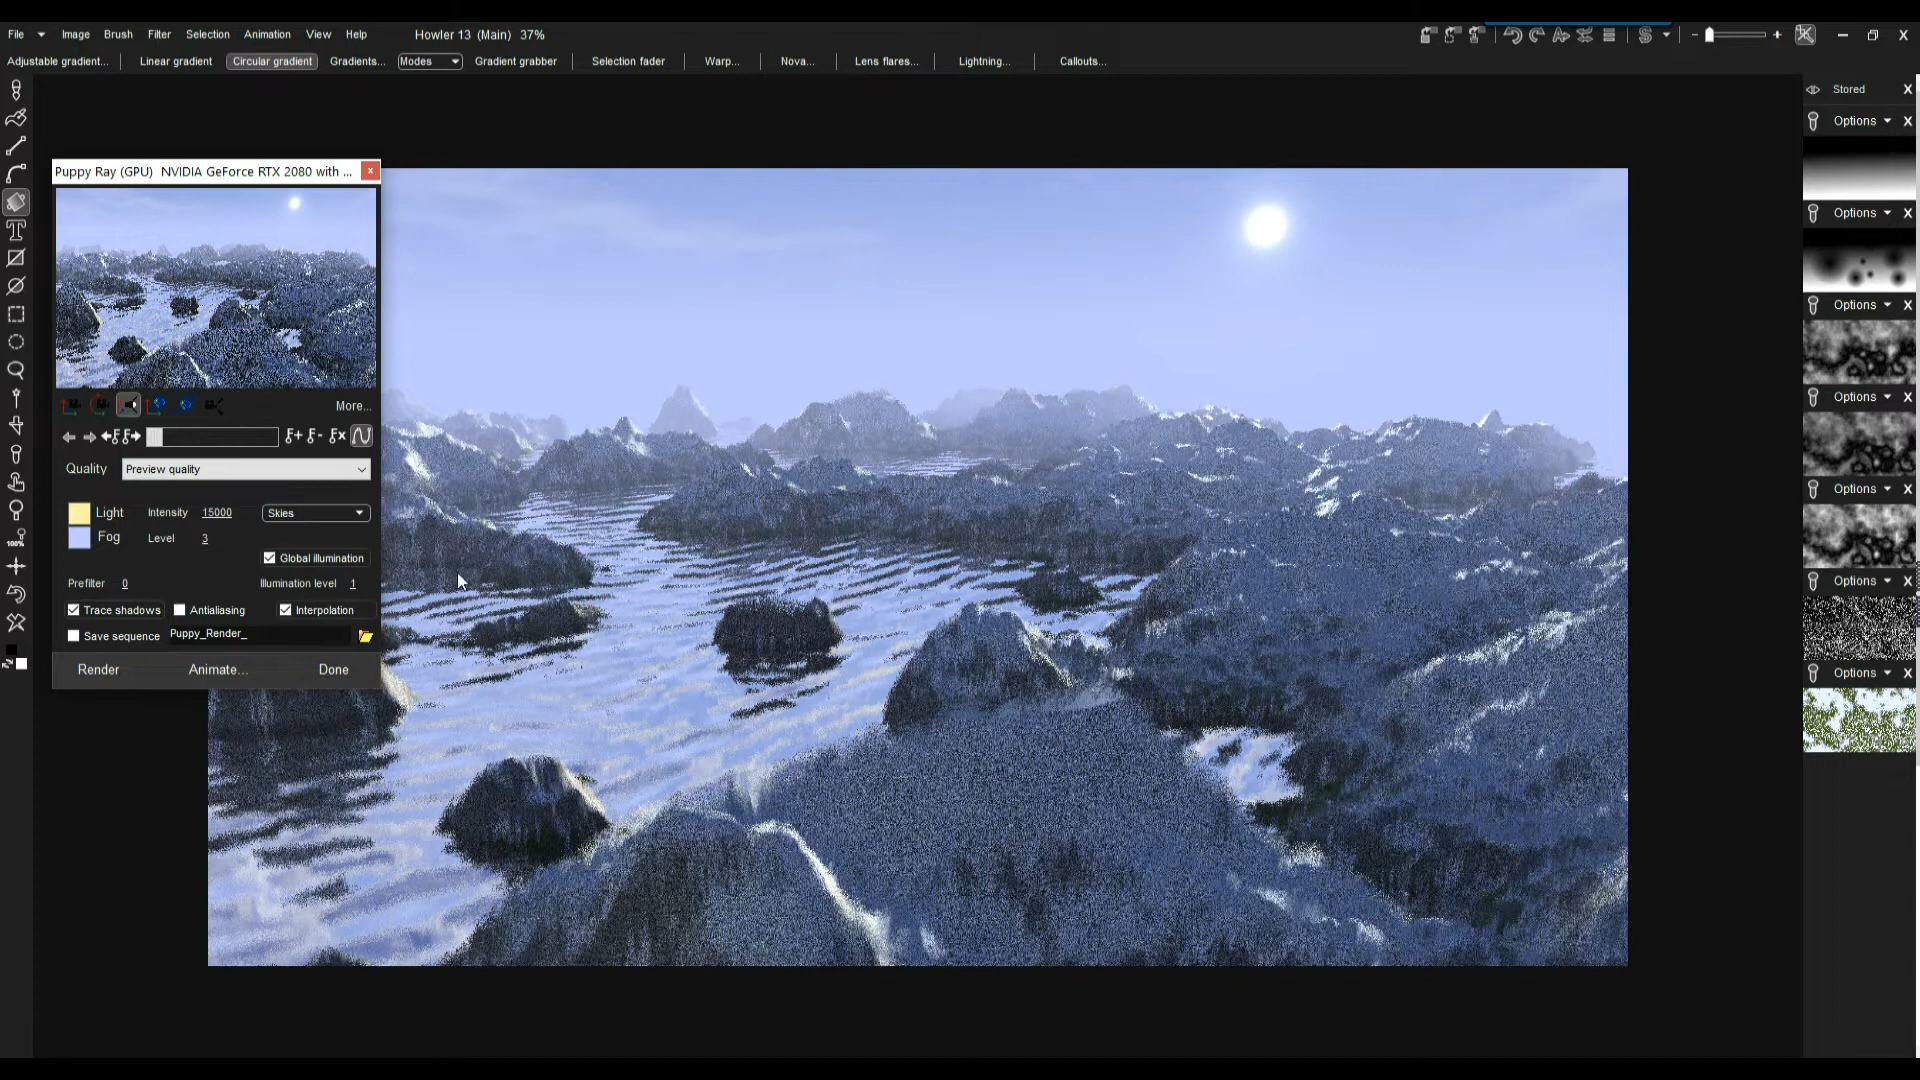 File Image Brush Filter Selection Animation View Help Howler 13 (Main) 37%
Adjustable gradient... Linear gradient Circular gradient Gradients... Modes Gradient grabber Selection fader Warp... Nova... Lens flares... Lightning... Callouts...
Stored
Options
Options
Options
Options
Options
Options
Options
Puppy Ray (GPU) NVIDIA GeForce RTX 2080 with ...
More...
Quality Preview quality
Light Intensity 15000 Skies
Fog Level 3
Global illumination
Prefilter 0 Illumination level 1
Trace shadows Antialiasing Interpolation
Save sequence Puppy_Render_
Render Animate... Done
100%